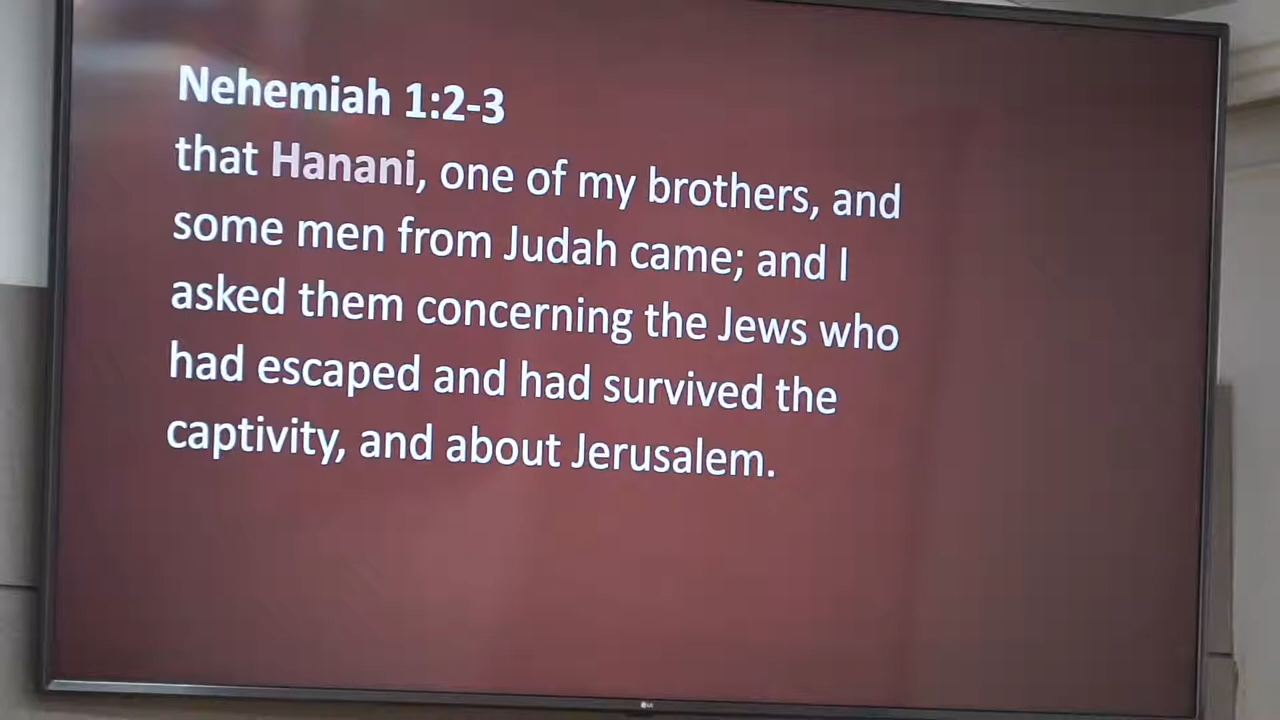 Nehemiah 1:2-3
that Hanani, one of my brothers, and
some men from Judah came; and I
asked them concerning the Jews who
had escaped and had survived the
captivity, and about Jerusalem.
LG